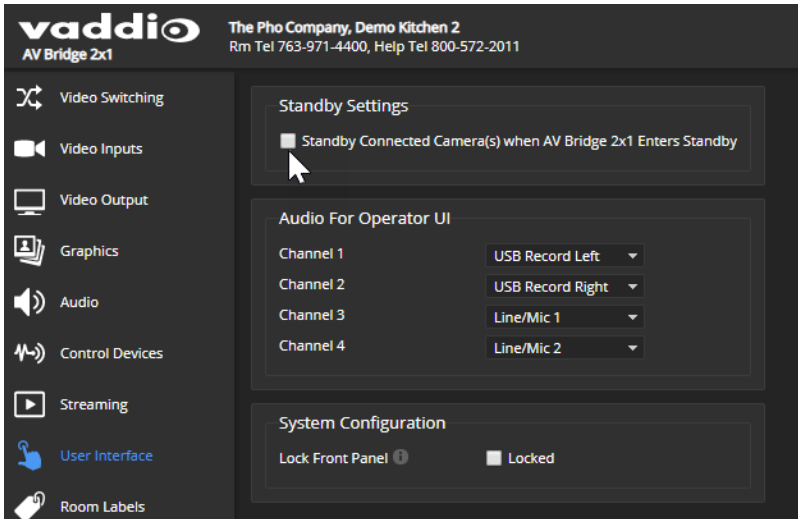 vaddio
AV Bridge 2x1
The Pho Company, Demo Kitchen 2
Rm Tel 763-971-4400, Help Tel 800-572-2011
Video Switching
Video Inputs
Video Output
Graphics
Audio
Control Devices
Streaming
User Interface
Room Labels
Standby Settings
Standby Connected Camera(s) when AV Bridge 2x1 Enters Standby
Audio For Operator UI
Channel 1 USB Record Left
Channel 2 USB Record Right
Channel 3 Line/Mic 1
Channel 4 Line/Mic 2
System Configuration
Lock Front Panel Locked